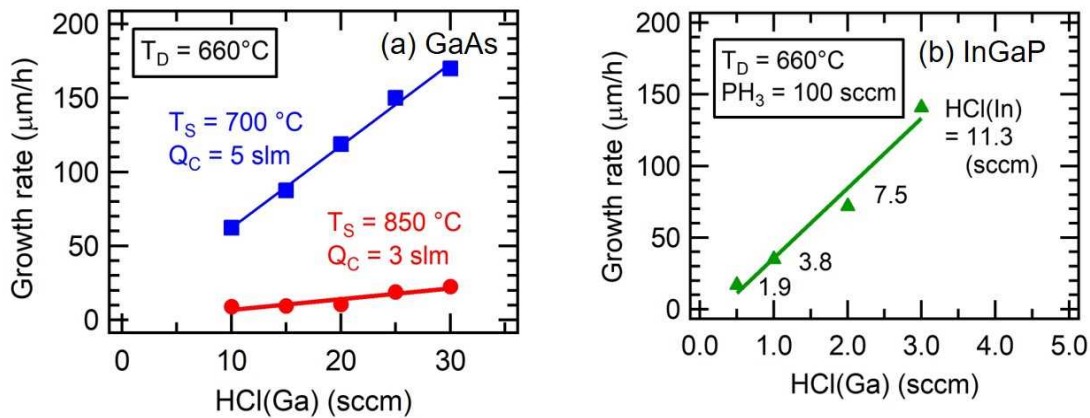 (a) GaAs
T_D = 660°C
T_S = 700 °C
Q_C = 5 slm
T_S = 850 °C
Q_C = 3 slm
Growth rate (μm/h)
200
150
100
50
0
0
10
20
30
HCl(Ga) (sccm)
(b) InGaP
T_D = 660°C
PH_3 = 100 sccm
HCl(In)
= 11.3
(sccm)
7.5
3.8
1.9
Growth rate (μm/h)
200
150
100
50
0
0.0
1.0
2.0
3.0
4.0
5.0
HCl(Ga) (sccm)